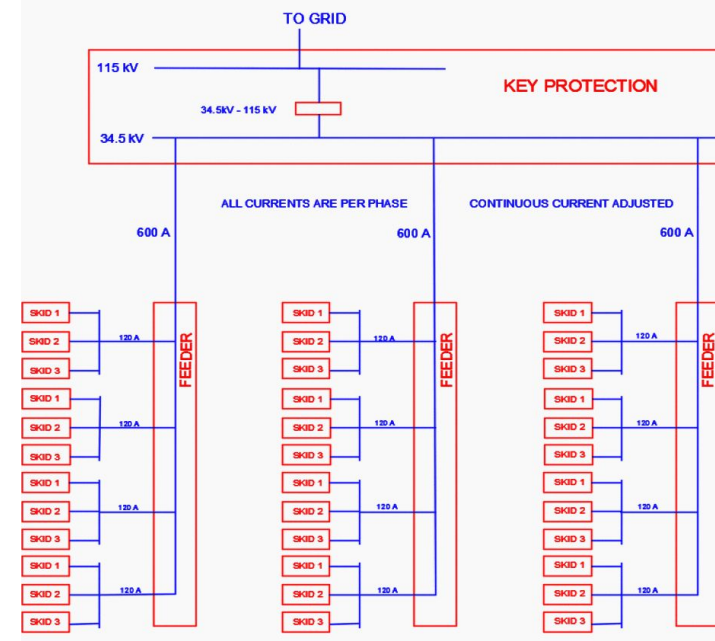 TO GRID
115 kV
KEY PROTECTION
34.5kV - 115 kV
34.5 kV
ALL CURRENTS ARE PER PHASE
CONTINUOUS CURRENT ADJUSTED
600 A
600 A
600 A
SKID 1
SKID 2
SKID 3
120 A
SKID 1
SKID 2
SKID 3
120 A
SKID 1
SKID 2
SKID 3
120 A
SKID 1
SKID 2
SKID 3
120 A
FEEDER
SKID 1
SKID 2
SKID 3
120 A
SKID 1
SKID 2
SKID 3
120 A
SKID 1
SKID 2
SKID 3
120 A
SKID 1
SKID 2
SKID 3
120 A
FEEDER
SKID 1
SKID 2
SKID 3
120 A
SKID 1
SKID 2
SKID 3
120 A
SKID 1
SKID 2
SKID 3
120 A
SKID 1
SKID 2
SKID 3
120 A
FEEDER